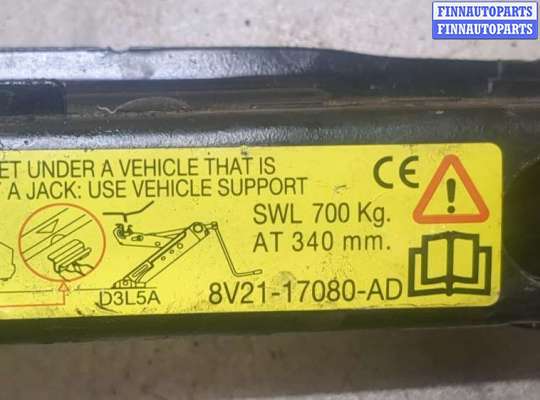 FINNAUTOPARTS
FINNAUTOPARTS
ET UNDER A VEHICLE THAT IS
A JACK: USE VEHICLE SUPPORT
CE
SWL 700 Kg.
AT 340 mm.
D3L5A
8V21-17080-AD